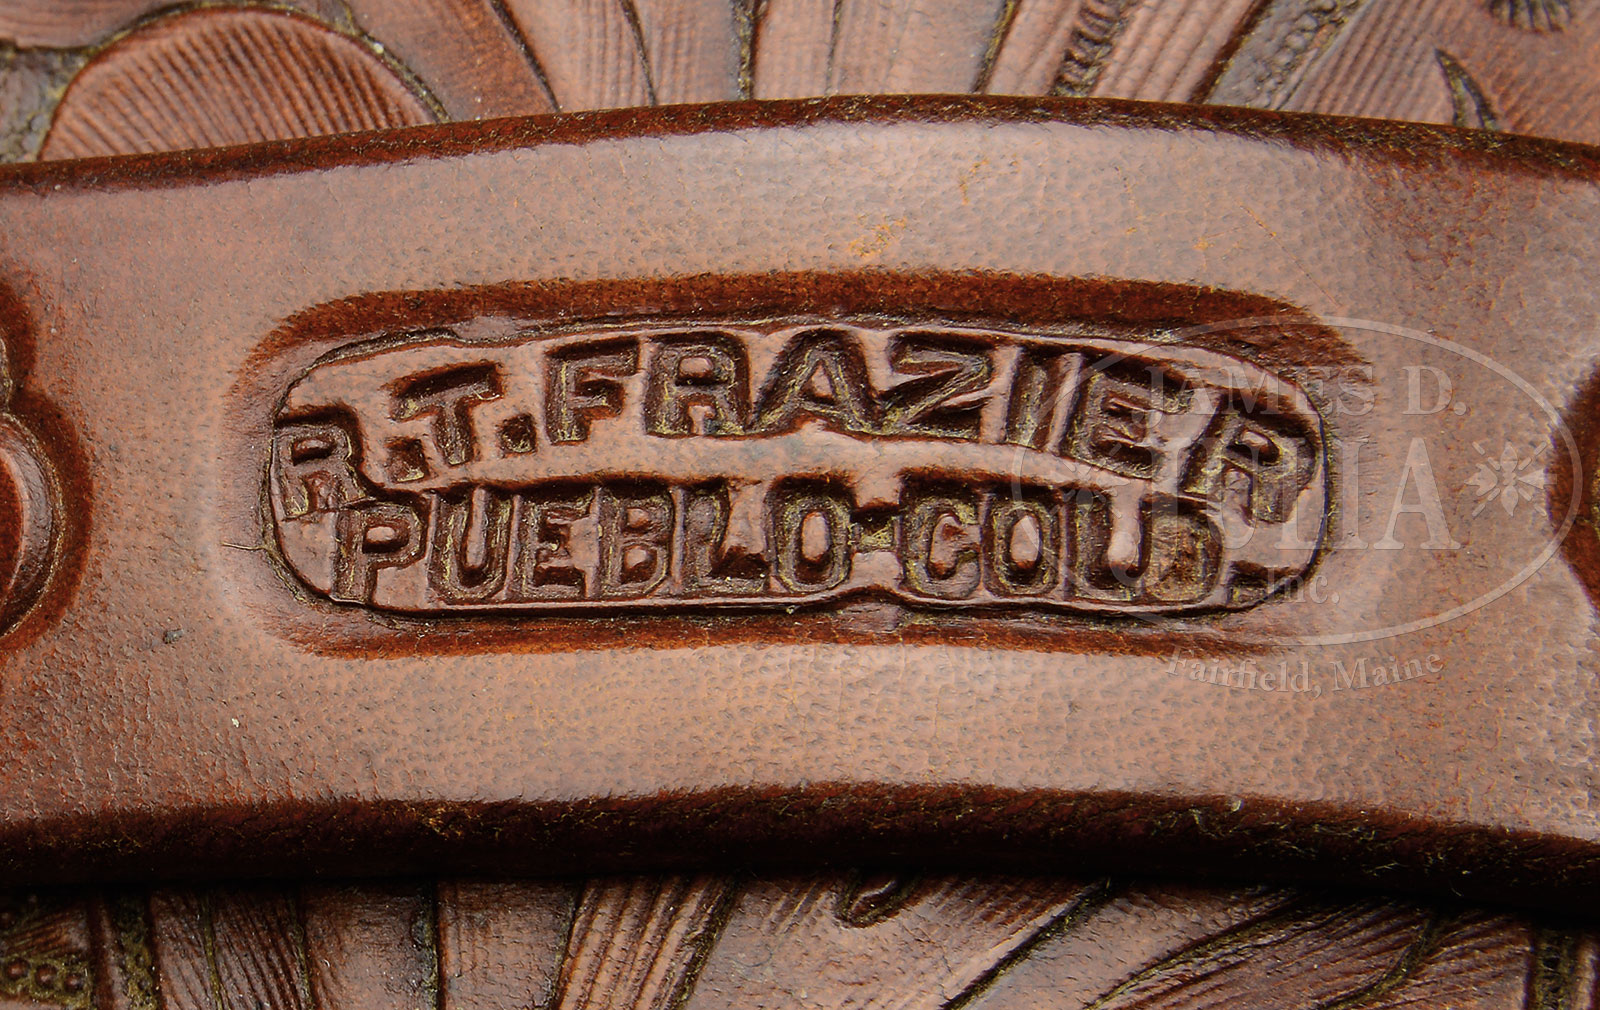 R.T. FRAZIER
PUEBLO-COLO.
JAMES D.
JULIA
Inc.
Fairfield, Maine